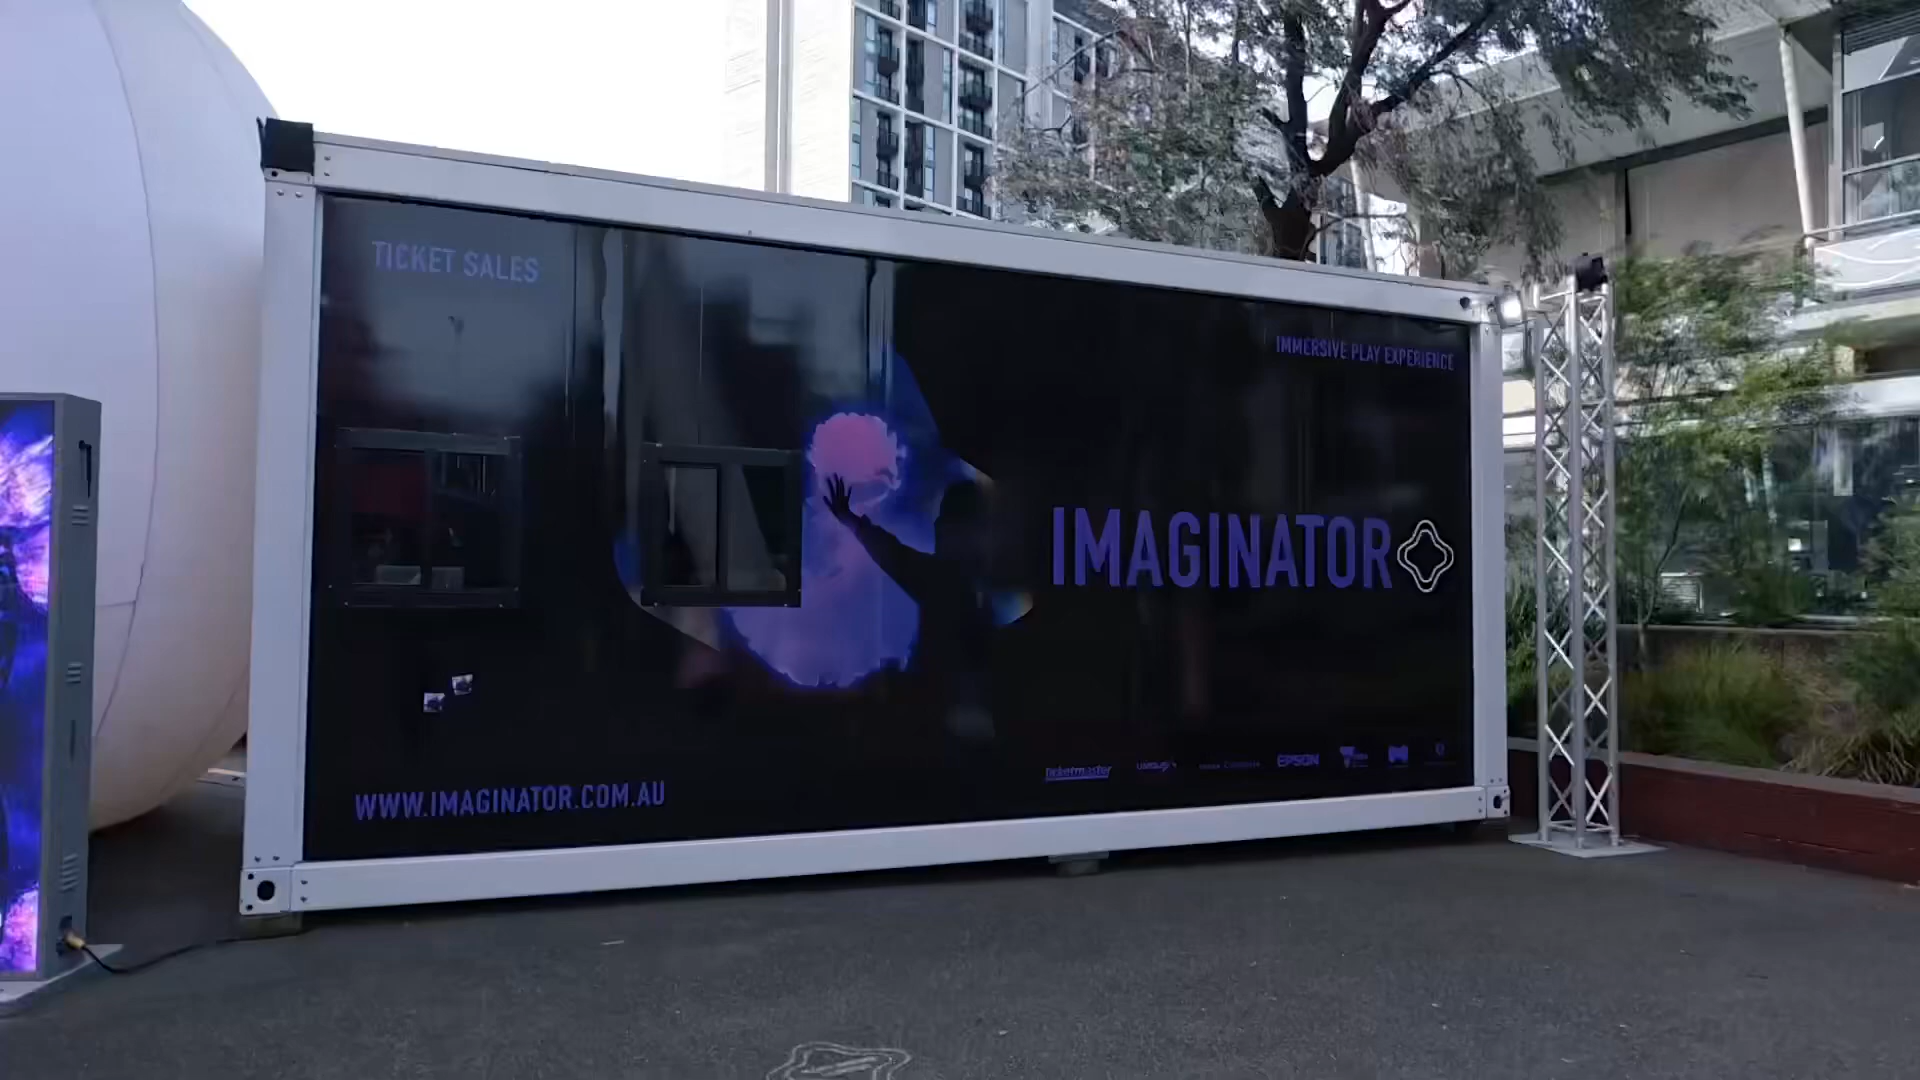 TICKET SALES
IMMERSIVE PLAY EXPERIENCE
IMAGINATOR
ticketmaster
EPSON
WWW.IMAGINATOR.COM.AU